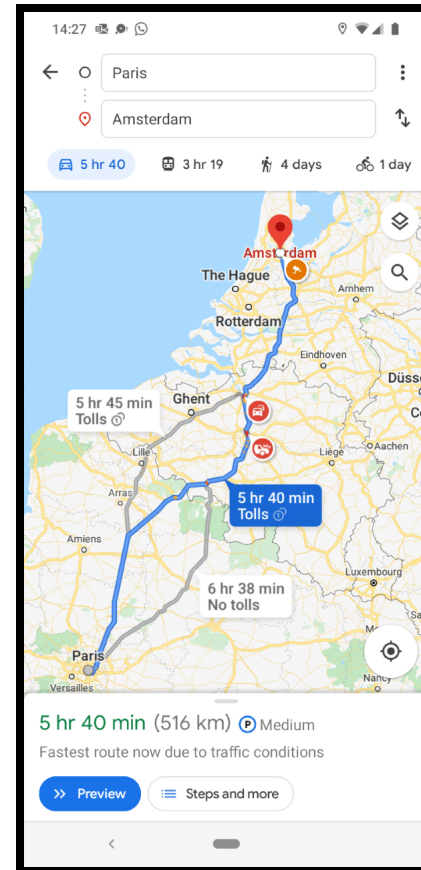 14:27
Paris
Amsterdam
5 hr 40
3 hr 19
4 days
1 day
Amsterdam
The Hague
Arnhem
Rotterdam
Eindhoven
Düss
5 hr 45 min
Tolls
Ghent
C
Lille
Liège
Aachen
Arras
5 hr 40 min
Tolls
Amiens
Luxembourg
6 hr 38 min
No tolls
Sa
M
Paris
Nancy
Versailles
5 hr 40 min (516 km) P Medium
Fastest route now due to traffic conditions
Preview
Steps and more